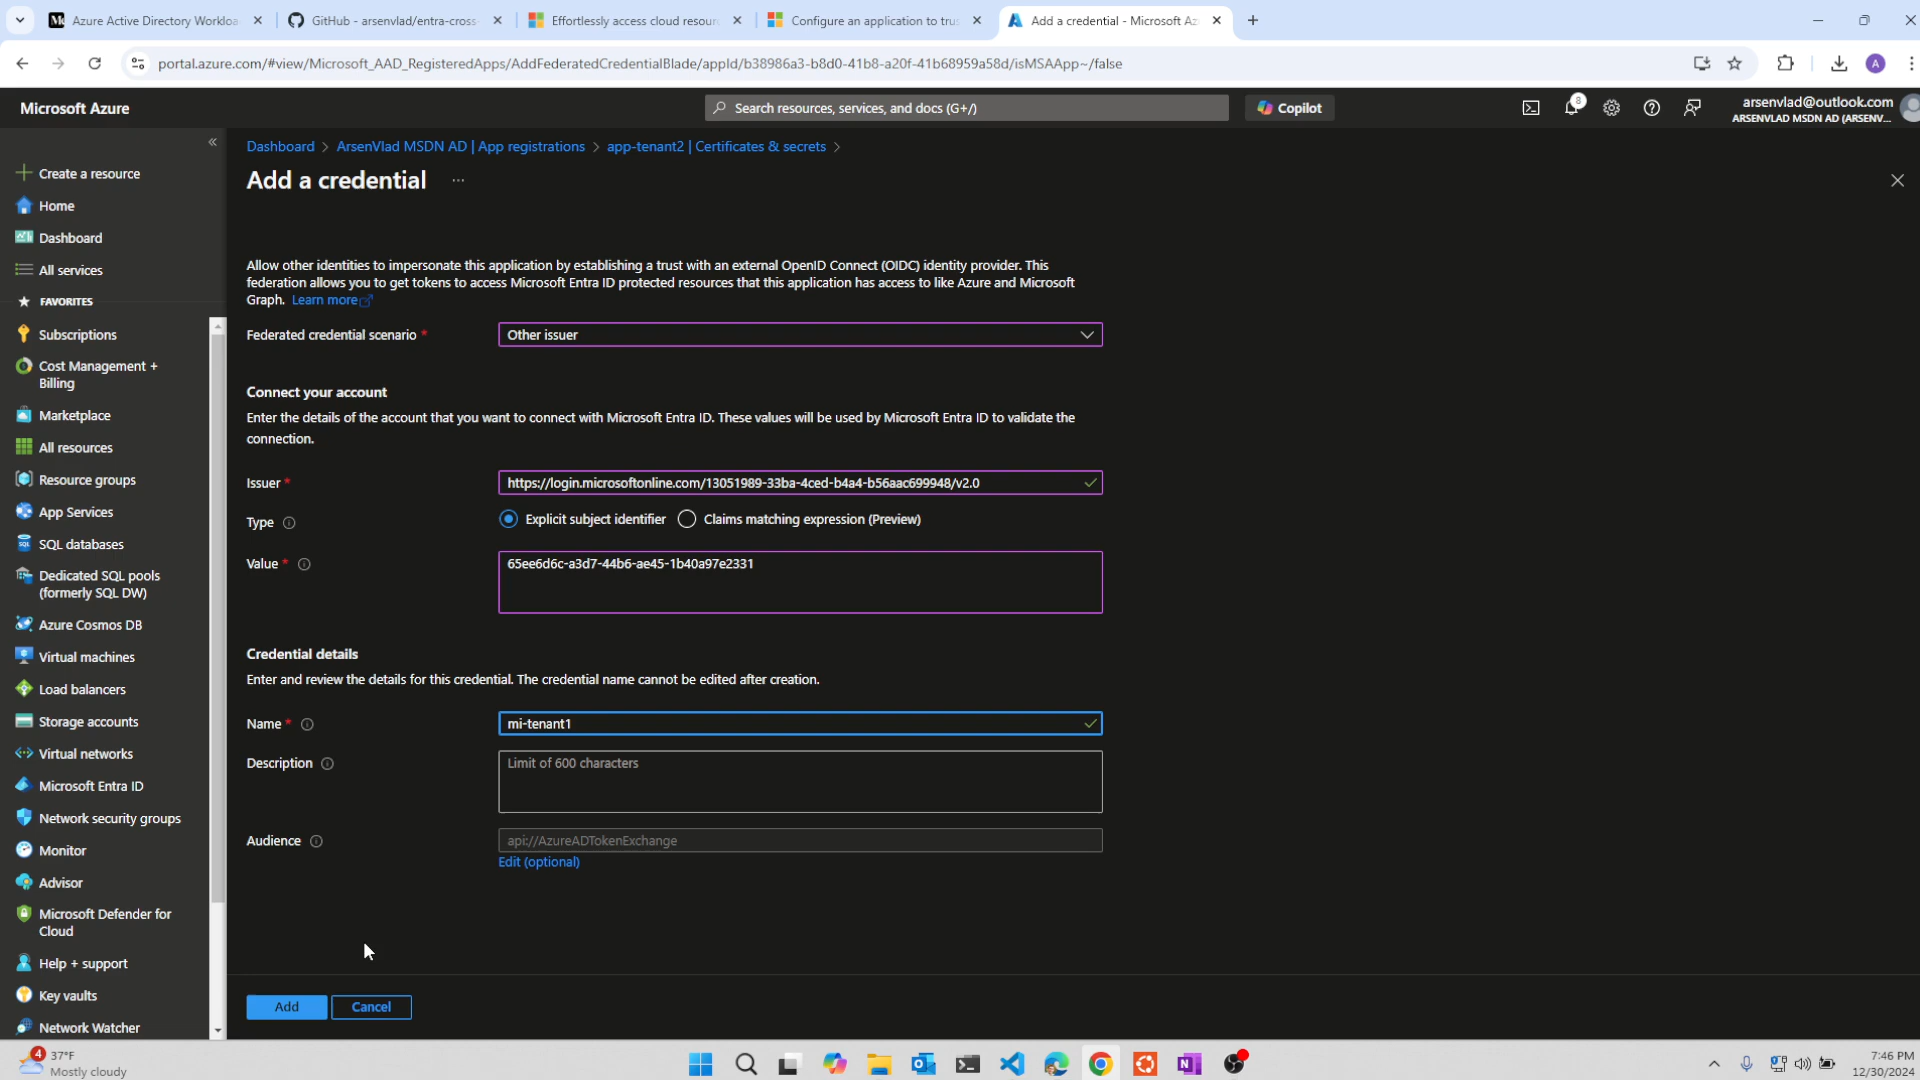 Azure Active Directory Workloa
GitHub - arsenvlad/entra-cross-
Effortlessly access cloud resour
Configure an application to trus
Add a credential - Microsoft Az
portal.azure.com/#view/Microsoft_AAD_RegisteredApps/AddFederatedCredentialBlade/appId/b38986a3-b8d0-41b8-a20f-41b68959a58d/isMSAApp~/false
A
Microsoft Azure
Search resources, services, and docs (G+/)
Copilot
8
arsenvlad@outlook.com
ARSENVLAD MSDN AD (ARSENV...
Create a resource
Home
Dashboard
All services
FAVORITES
Subscriptions
Cost Management +
Billing
Marketplace
All resources
Resource groups
App Services
SQL databases
Dedicated SQL pools
(formerly SQL DW)
Azure Cosmos DB
Virtual machines
Load balancers
Storage accounts
Virtual networks
Microsoft Entra ID
Network security groups
Monitor
Advisor
Microsoft Defender for
Cloud
Help + support
Key vaults
Network Watcher
Dashboard > ArsenVlad MSDN AD | App registrations > app-tenant2 | Certificates & secrets >
Add a credential ...
Allow other identities to impersonate this application by establishing a trust with an external OpenID Connect (OIDC) identity provider. This
federation allows you to get tokens to access Microsoft Entra ID protected resources that this application has access to like Azure and Microsoft
Graph. Learn more
Federated credential scenario *
Other issuer
Connect your account
Enter the details of the account that you want to connect with Microsoft Entra ID. These values will be used by Microsoft Entra ID to validate the
connection.
Issuer *
https://login.microsoftonline.com/13051989-33ba-4ced-b4a4-b56aac699948/v2.0
Type
Explicit subject identifier
Claims matching expression (Preview)
Value *
65ee6d6c-a3d7-44b6-ae45-1b40a97e2331
Credential details
Enter and review the details for this credential. The credential name cannot be edited after creation.
Name *
mi-tenant1
Description
Limit of 600 characters
Audience
api://AzureADTokenExchange
Edit (optional)
Add
Cancel
4
37°F
Mostly cloudy
7:46 PM
12/30/2024